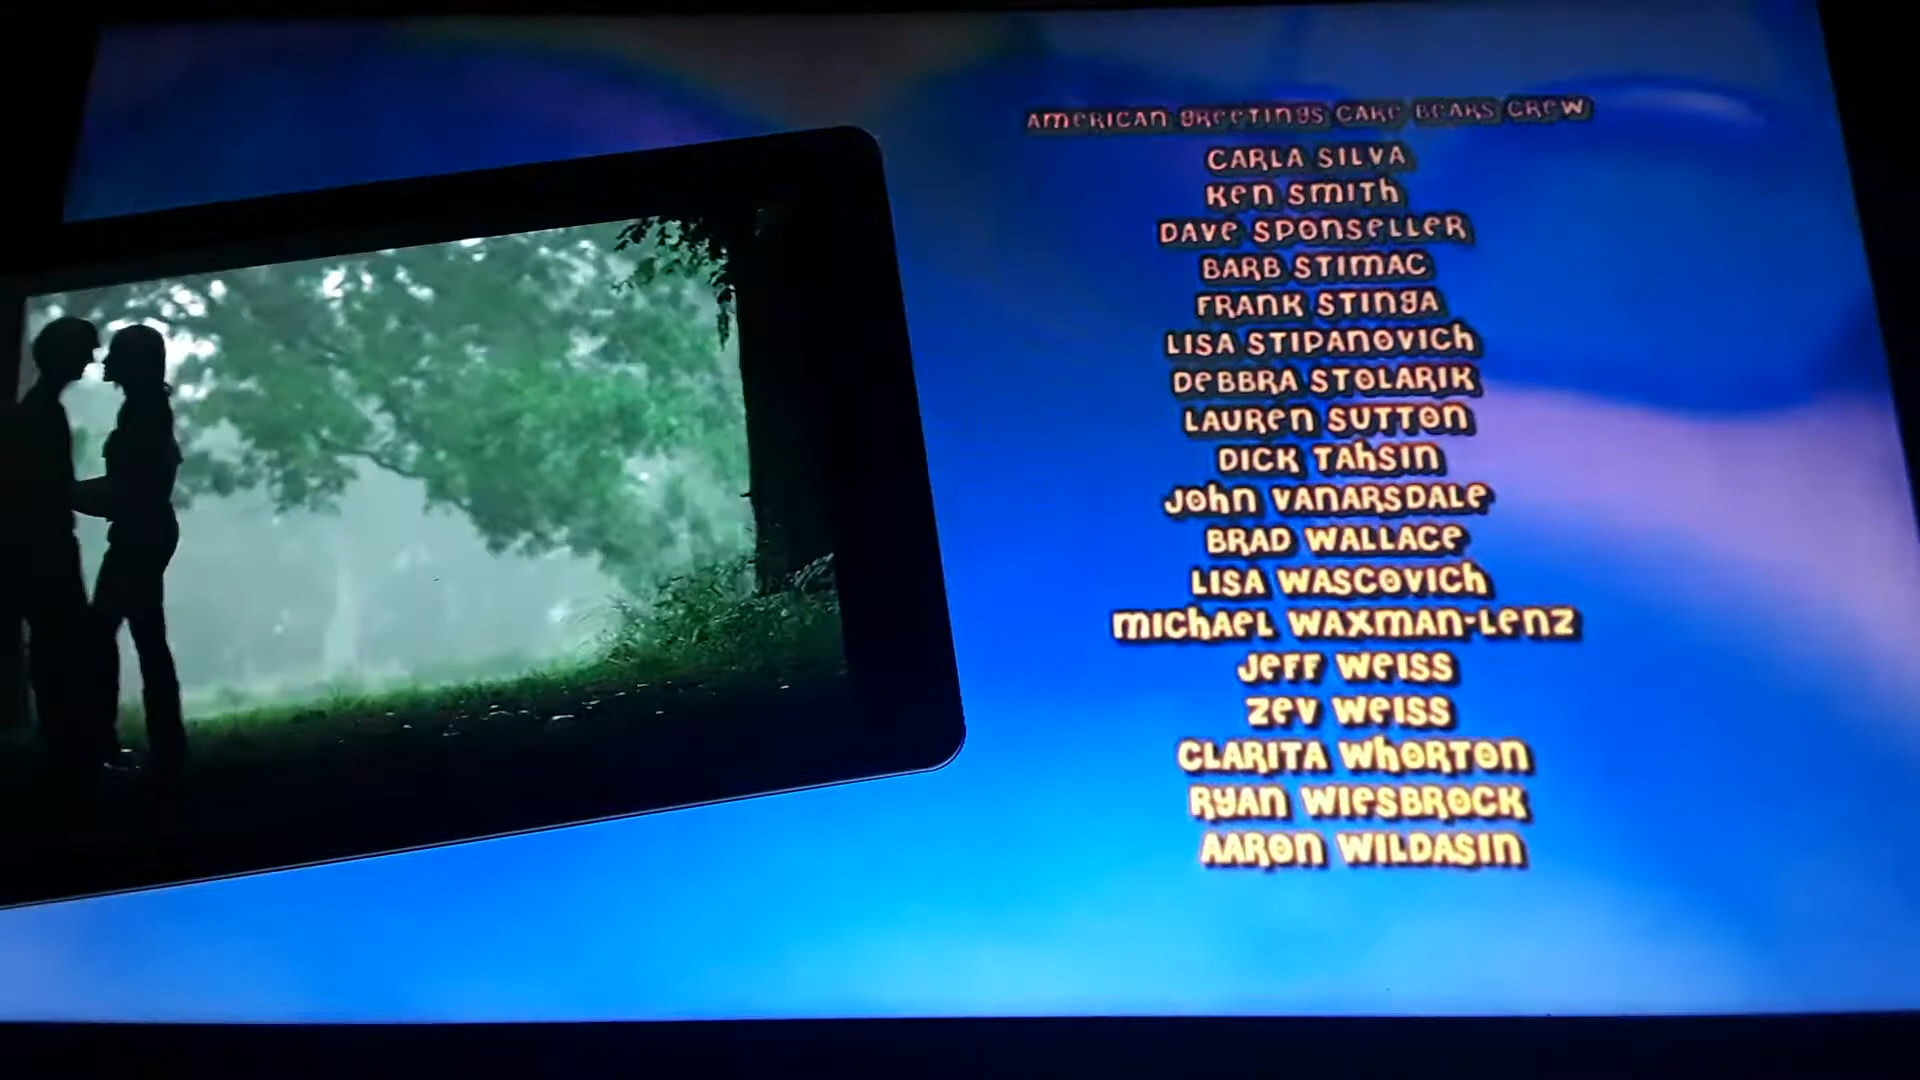 AMERICAN GREETINGS CARE BEARS CREW
CARLA SILVA
KEN SMITH
DAVE SPONSELLER
BARB STIMAC
FRANK STINGA
LISA STIPANOVICH
DEBBRA STOLARIK
LAUREN SUTTON
DICK TAHSIN
JOHN VANARSDALE
BRAD WALLACE
LISA WASCOVICH
MICHAEL WAXMAN-LENZ
JEFF WEISS
ZEV WEISS
CLARITA WHORTON
RYAN WIESBROCK
AARON WILDASIN